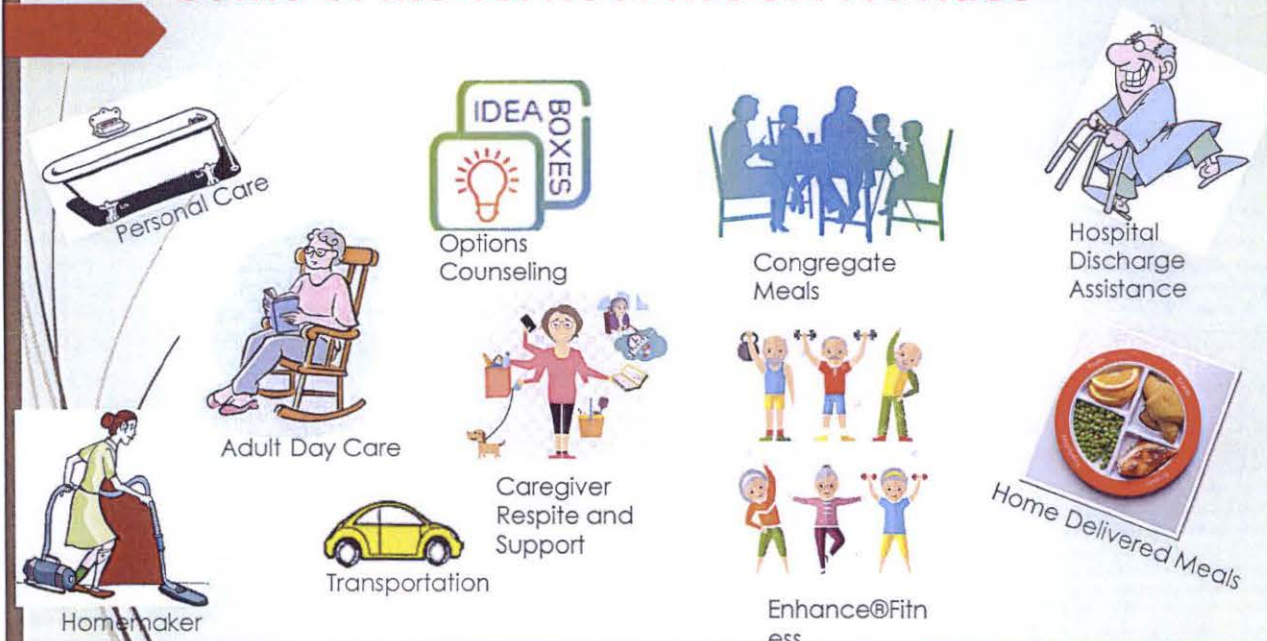 IDEA
BOXES
Personal Care
Options
Counseling
Congregate
Meals
Hospital
Discharge
Assistance
Adult Day Care
Caregiver
Respite and
Support
Home Delivered Meals
Transportation
Enhance®Fitn
ess
Homemaker